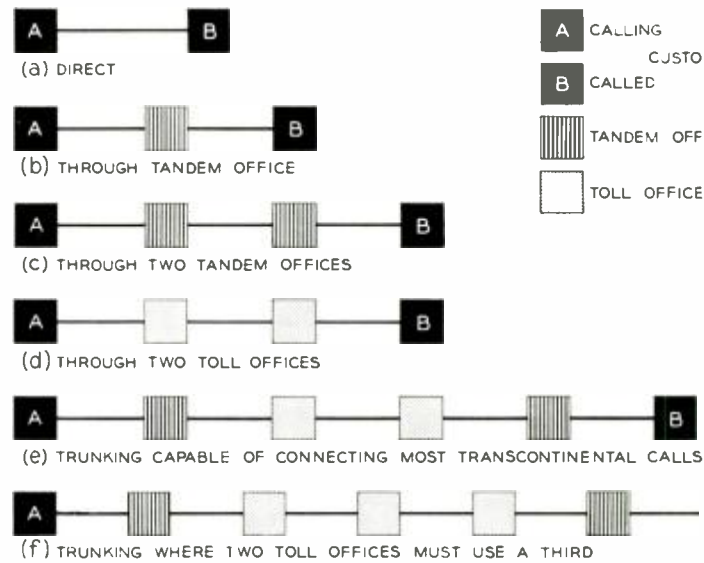 A B
(a) DIRECT
A B
(b) THROUGH TANDEM OFFICE
A B
(c) THROUGH TWO TANDEM OFFICES
A B
(d) THROUGH TWO TOLL OFFICES
A B
(e) TRUNKING CAPABLE OF CONNECTING MOST TRANSCONTINENTAL CALLS
A
(f) TRUNKING WHERE TWO TOLL OFFICES MUST USE A THIRD
A CALLING
CUSTO
B CALLED
TANDEM OFF
TOLL OFFICE